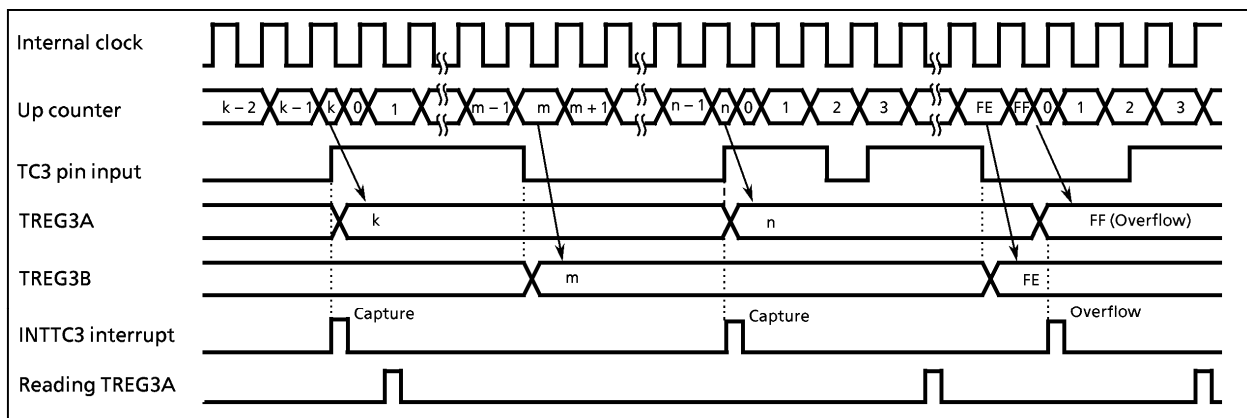 Internal clock
Up counter k – 2 k – 1 k 0 1 m – 1 m m + 1 n – 1 n 0 1 2 3 FE FF 0 1 2 3
TC3 pin input
TREG3A k n FF (Overflow)
TREG3B m FE
INTTC3 interrupt Capture Capture Overflow
Reading TREG3A